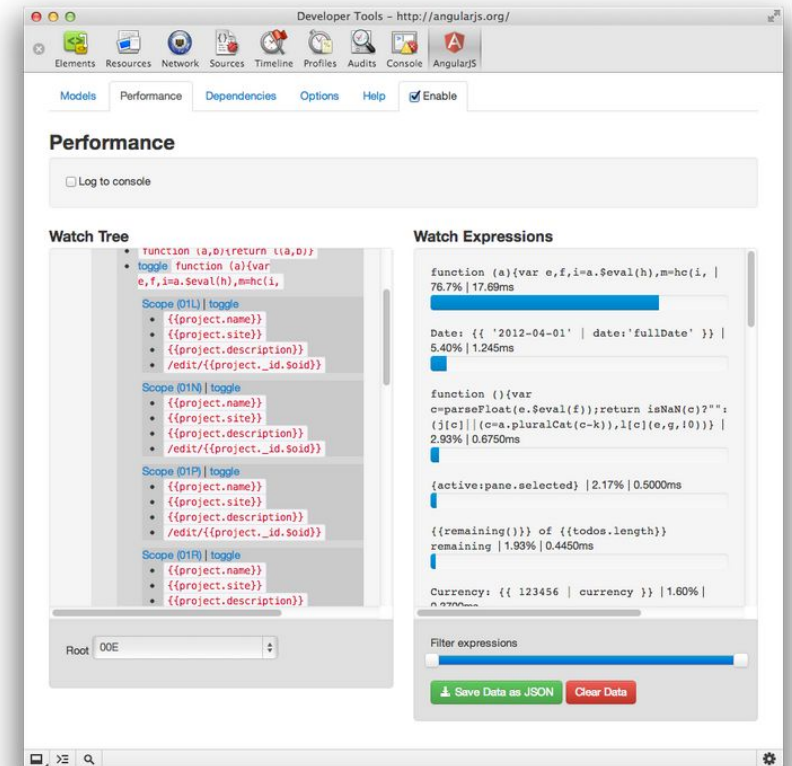 Developer Tools - http://angularjs.org/
Elements Resources Network Sources Timeline Profiles Audits Console AngularJS
Models Performance Dependencies Options Help Enable
Performance
Log to console
Watch Tree
function (a,b){return l(a,b)}
toggle function (a){var
e,f,i=a.$eval(h),m=hc(i,
Scope (01L) | toggle
{{project.name}}
{{project.site}}
{{project.description}}
/edit/{{project._id.$oid}}
Scope (01N) | toggle
{{project.name}}
{{project.site}}
{{project.description}}
/edit/{{project._id.$oid}}
Scope (01P) | toggle
{{project.name}}
{{project.site}}
{{project.description}}
/edit/{{project._id.$oid}}
Scope (01R) | toggle
{{project.name}}
{{project.site}}
{{project.description}}
Root 00E
Watch Expressions
function (a){var e,f,i=a.$eval(h),m=hc(i, |
76.7% | 17.69ms
Date: {{ '2012-04-01' | date:'fullDate' }} |
5.40% | 1.245ms
function (){var
c=parseFloat(e.$eval(f));return isNaN(c)?"":
(j[c]||(c=a.pluralCat(c-k)),l[c](e,g,!0))} |
2.93% | 0.6750ms
{active:pane.selected} | 2.17% | 0.5000ms
{{remaining()}} of {{todos.length}}
remaining | 1.93% | 0.4450ms
Currency: {{ 123456 | currency }} | 1.60% |
0.3700ms
Filter expressions
Save Data as JSON Clear Data